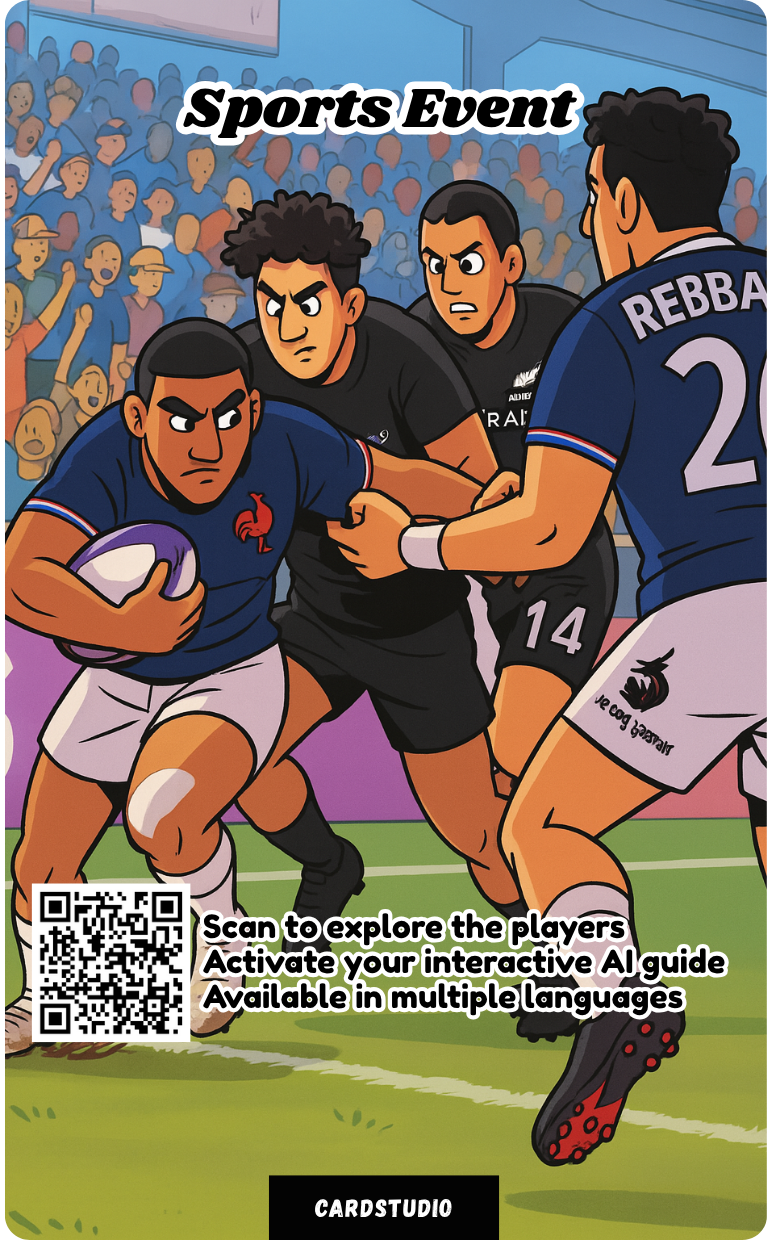 Sports Event
REBBA
20
14
Scan to explore the players
Activate your interactive AI guide
Available in multiple languages
CARDSTUDIO